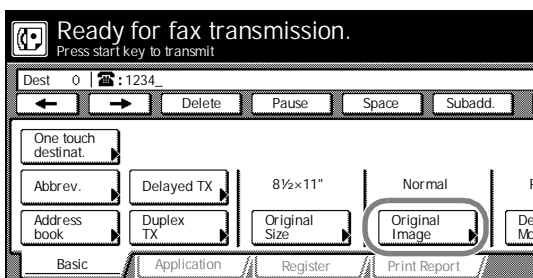 Ready for fax transmission.
Press start key to transmit
Dest 0 ☎:1234_
Delete Pause Space Subadd.
One touch
destinat.
Abbrev. Delayed TX 8½×11" Normal
Address
book
Duplex
TX
Original
Size
Original
Image
Basic Application Register Print Report